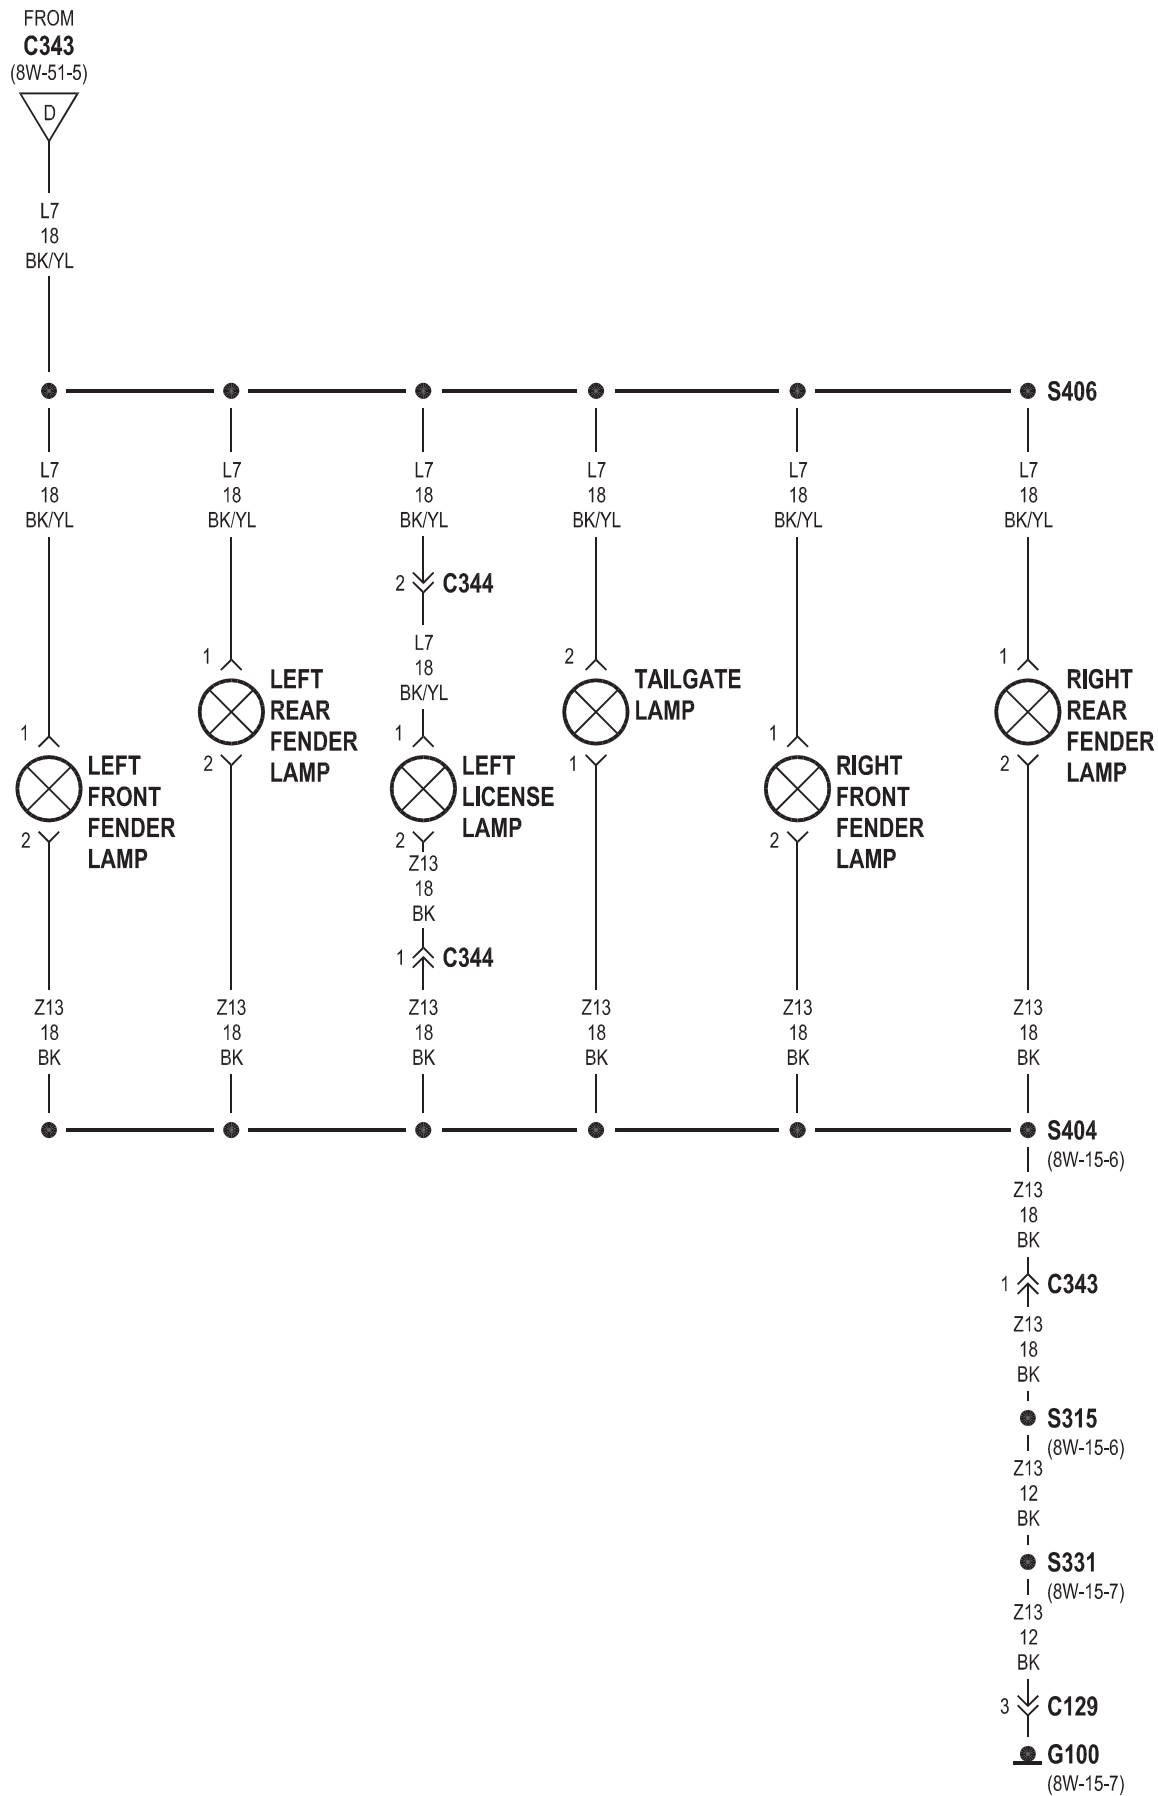 FROM
C343
(8W-51-5)
D
L7
18
BK/YL
S406
L7 L7 L7 L7 L7 L7
18 18 18 18 18 18
BK/YL BK/YL BK/YL BK/YL BK/YL BK/YL
2 C344
L7
18
BK/YL
1 LEFT
REAR
FENDER
LAMP
2
2 TAILGATE
LAMP
1
1 RIGHT
REAR
FENDER
LAMP
2
1 LEFT
FRONT
FENDER
LAMP
2
1 LEFT
LICENSE
LAMP
2
1 RIGHT
FRONT
FENDER
LAMP
2
Z13
18
BK
1 C344
Z13 Z13 Z13 Z13 Z13 Z13
18 18 18 18 18 18
BK BK BK BK BK BK
S404
(8W-15-6)
Z13
18
BK
1 C343
Z13
18
BK
S315
(8W-15-6)
Z13
12
BK
S331
(8W-15-7)
Z13
12
BK
3 C129
G100
(8W-15-7)